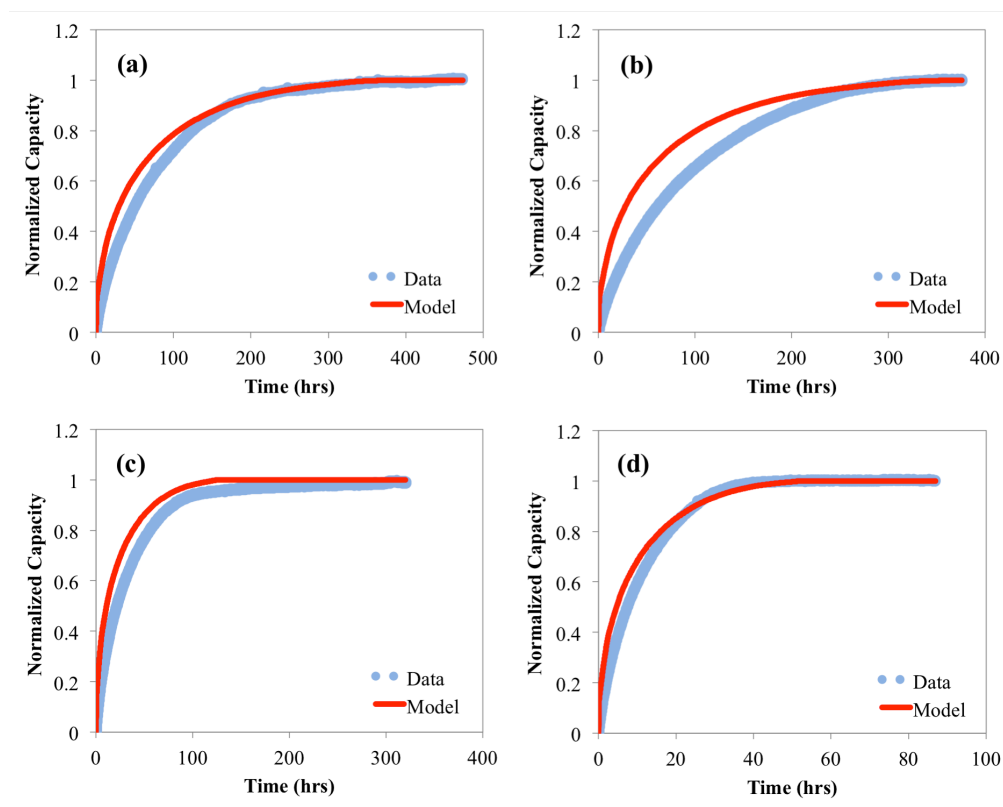 (a)
Normalized Capacity
1.2
1
0.8
0.6
0.4
0.2
0
0 100 200 300 400 500
Time (hrs)
Data
Model
(b)
Normalized Capacity
1.2
1
0.8
0.6
0.4
0.2
0
0 100 200 300 400
Time (hrs)
Data
Model
(c)
Normalized Capacity
1.2
1
0.8
0.6
0.4
0.2
0
0 100 200 300 400
Time (hrs)
Data
Model
(d)
Normalized Capacity
1.2
1
0.8
0.6
0.4
0.2
0
0 20 40 60 80 100
Time (hrs)
Data
Model